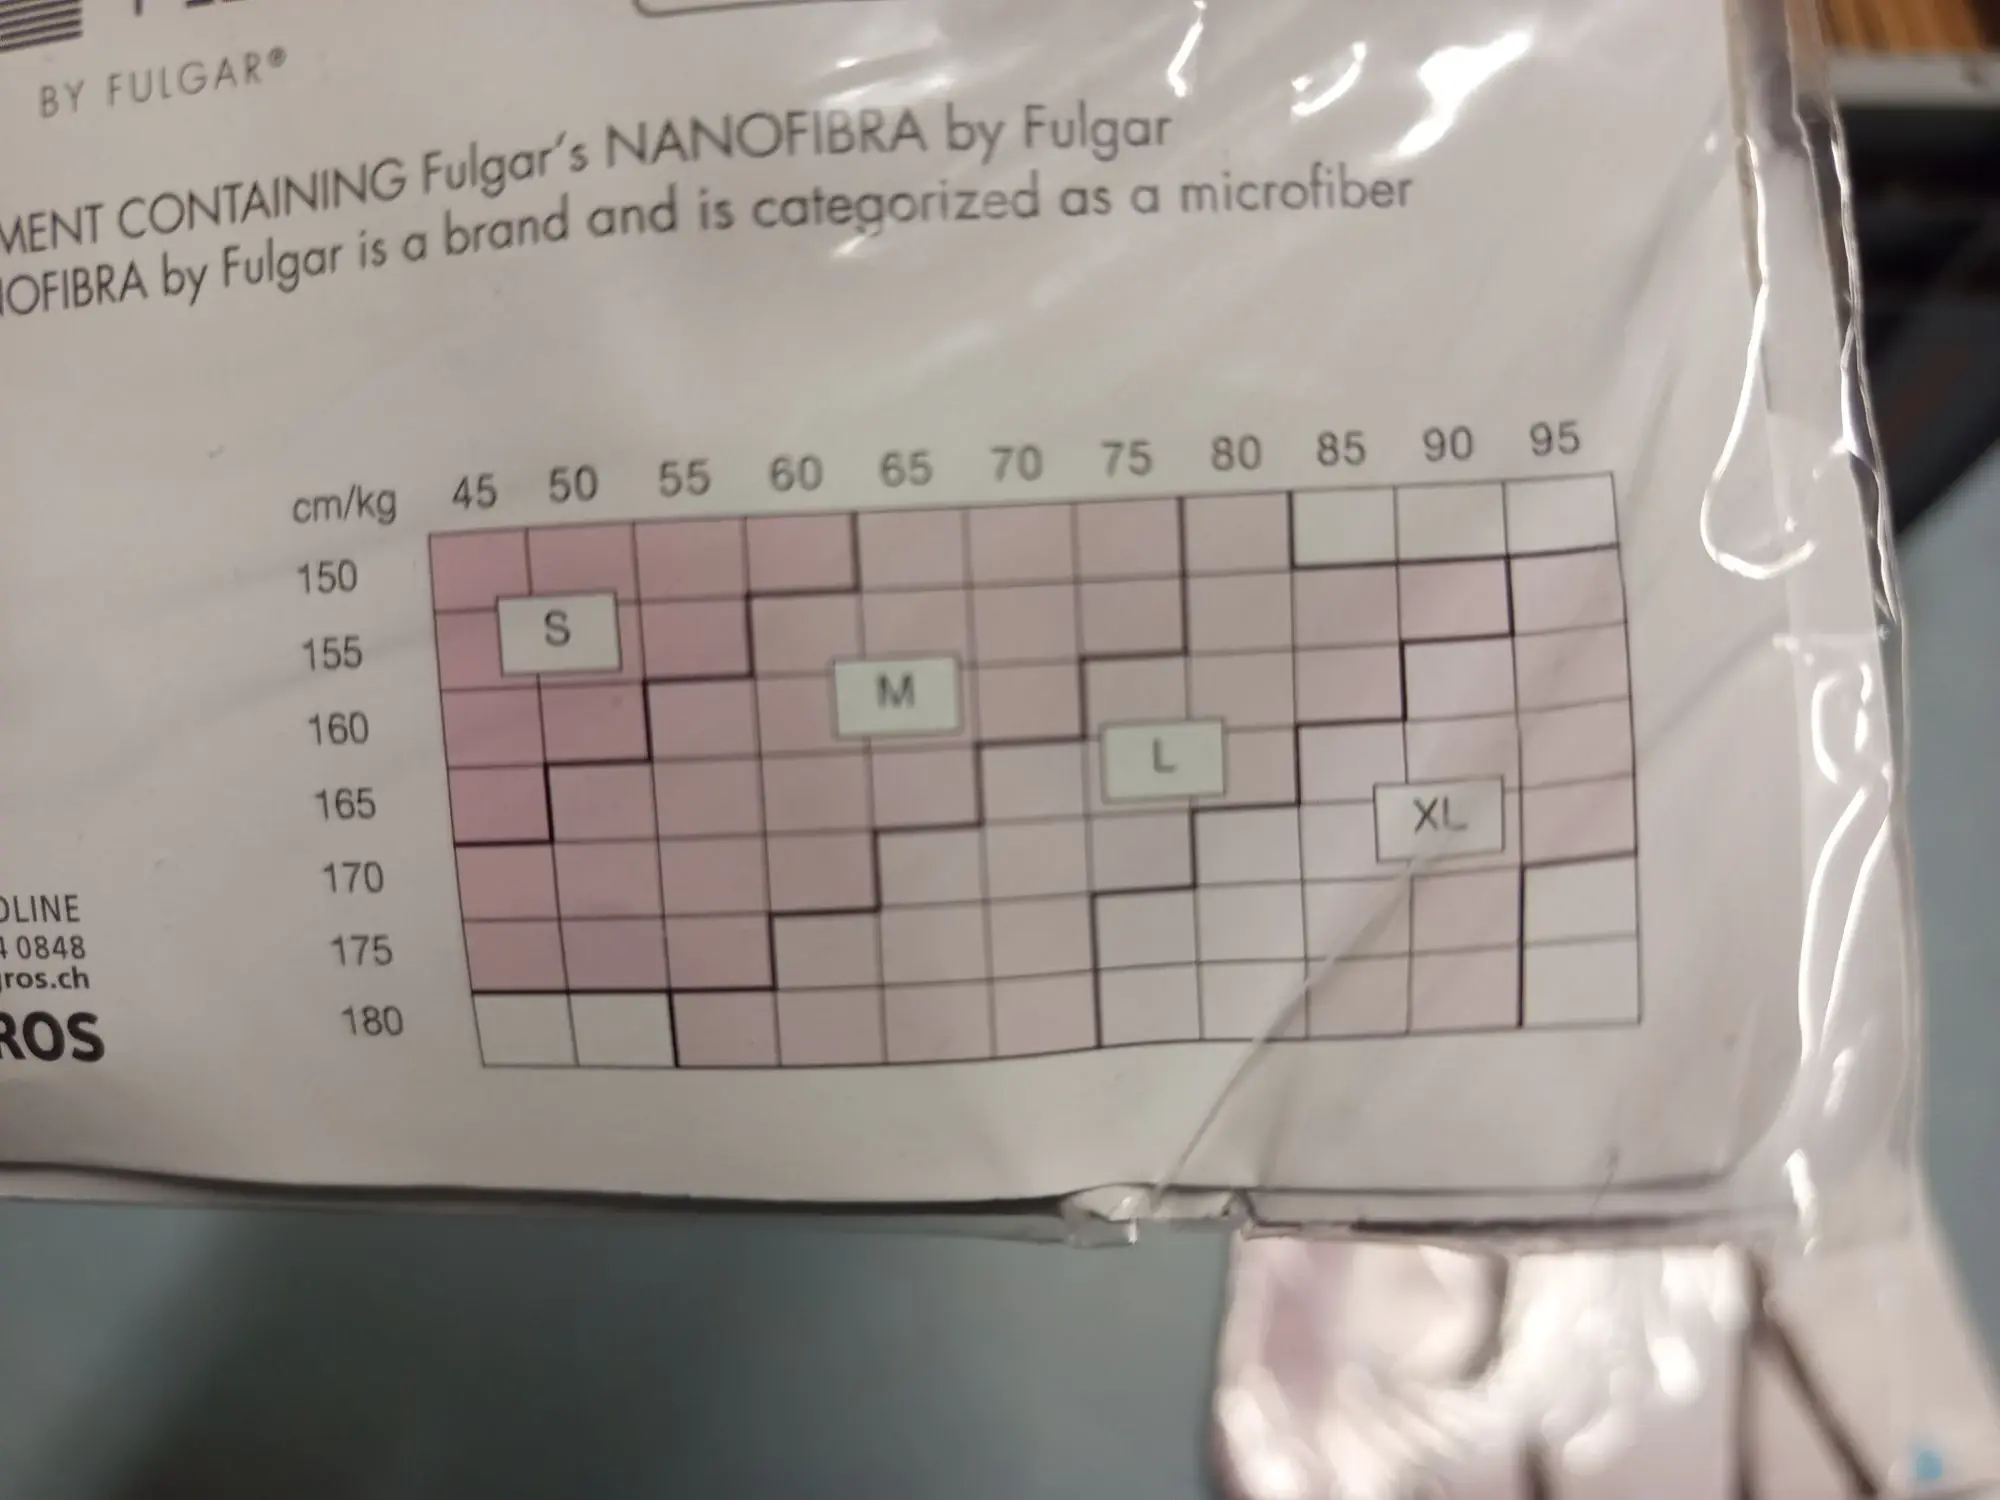 BY FULGAR®
MENT CONTAINING Fulgar's NANOFIBRA by Fulgar
NOFIBRA by Fulgar is a brand and is categorized as a microfiber
cm/kg 45 50 55 60 65 70 75 80 85 90 95
150
155 S
160 M
165 L
170 XL
175
180
OLINE
0848
gros.ch
ROS